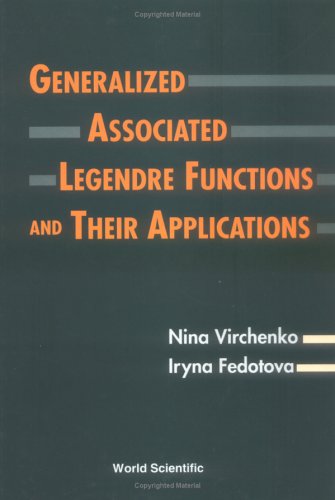 GENERALIZED
ASSOCIATED
LEGENDRE FUNCTIONS
AND THEIR APPLICATIONS
Nina Virchenko
Iryna Fedotova
World Scientific